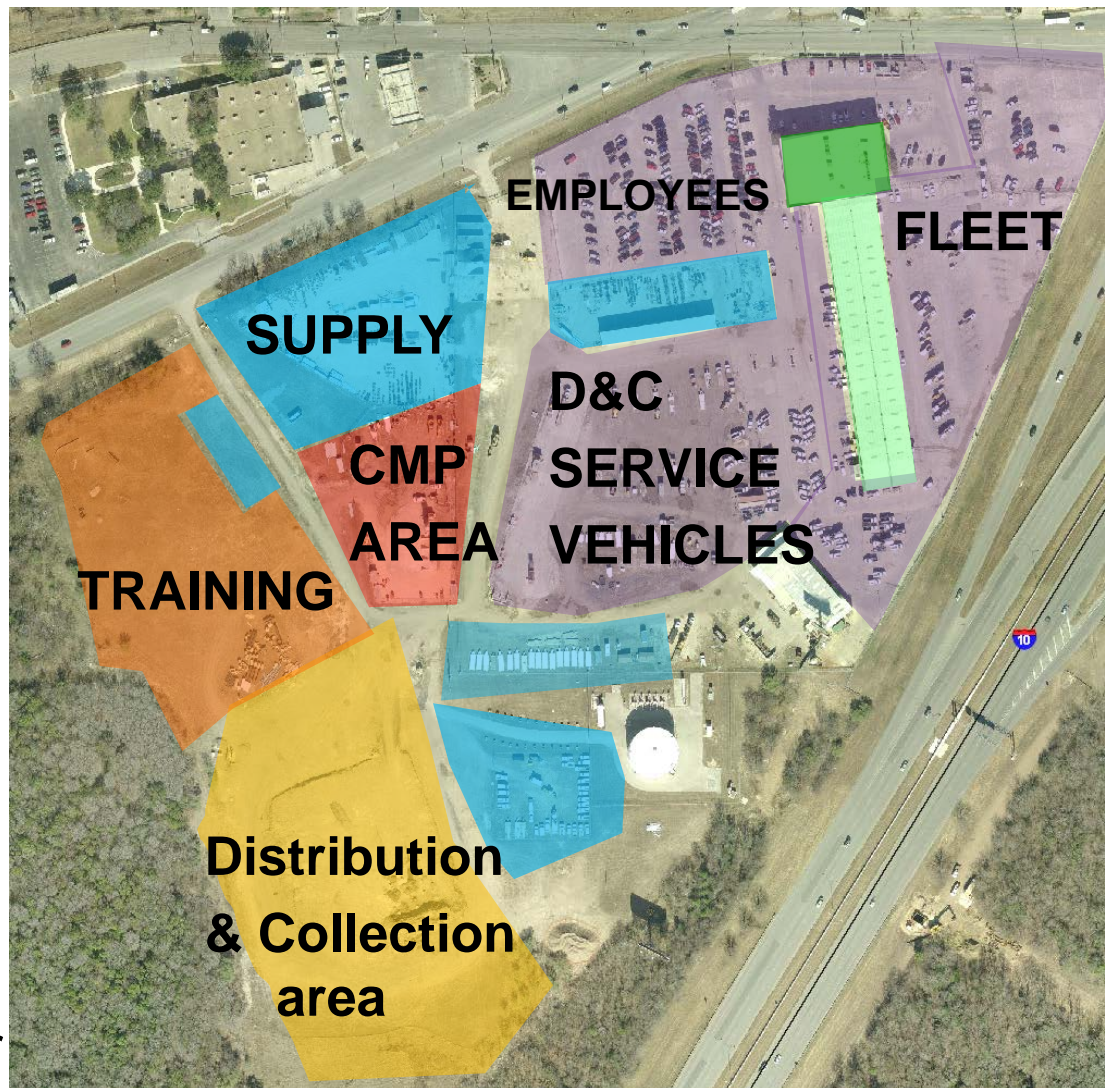 EMPLOYEES
FLEET
SUPPLY
D&C
SERVICE
VEHICLES
CMP
AREA
TRAINING
10
Distribution
& Collection
area